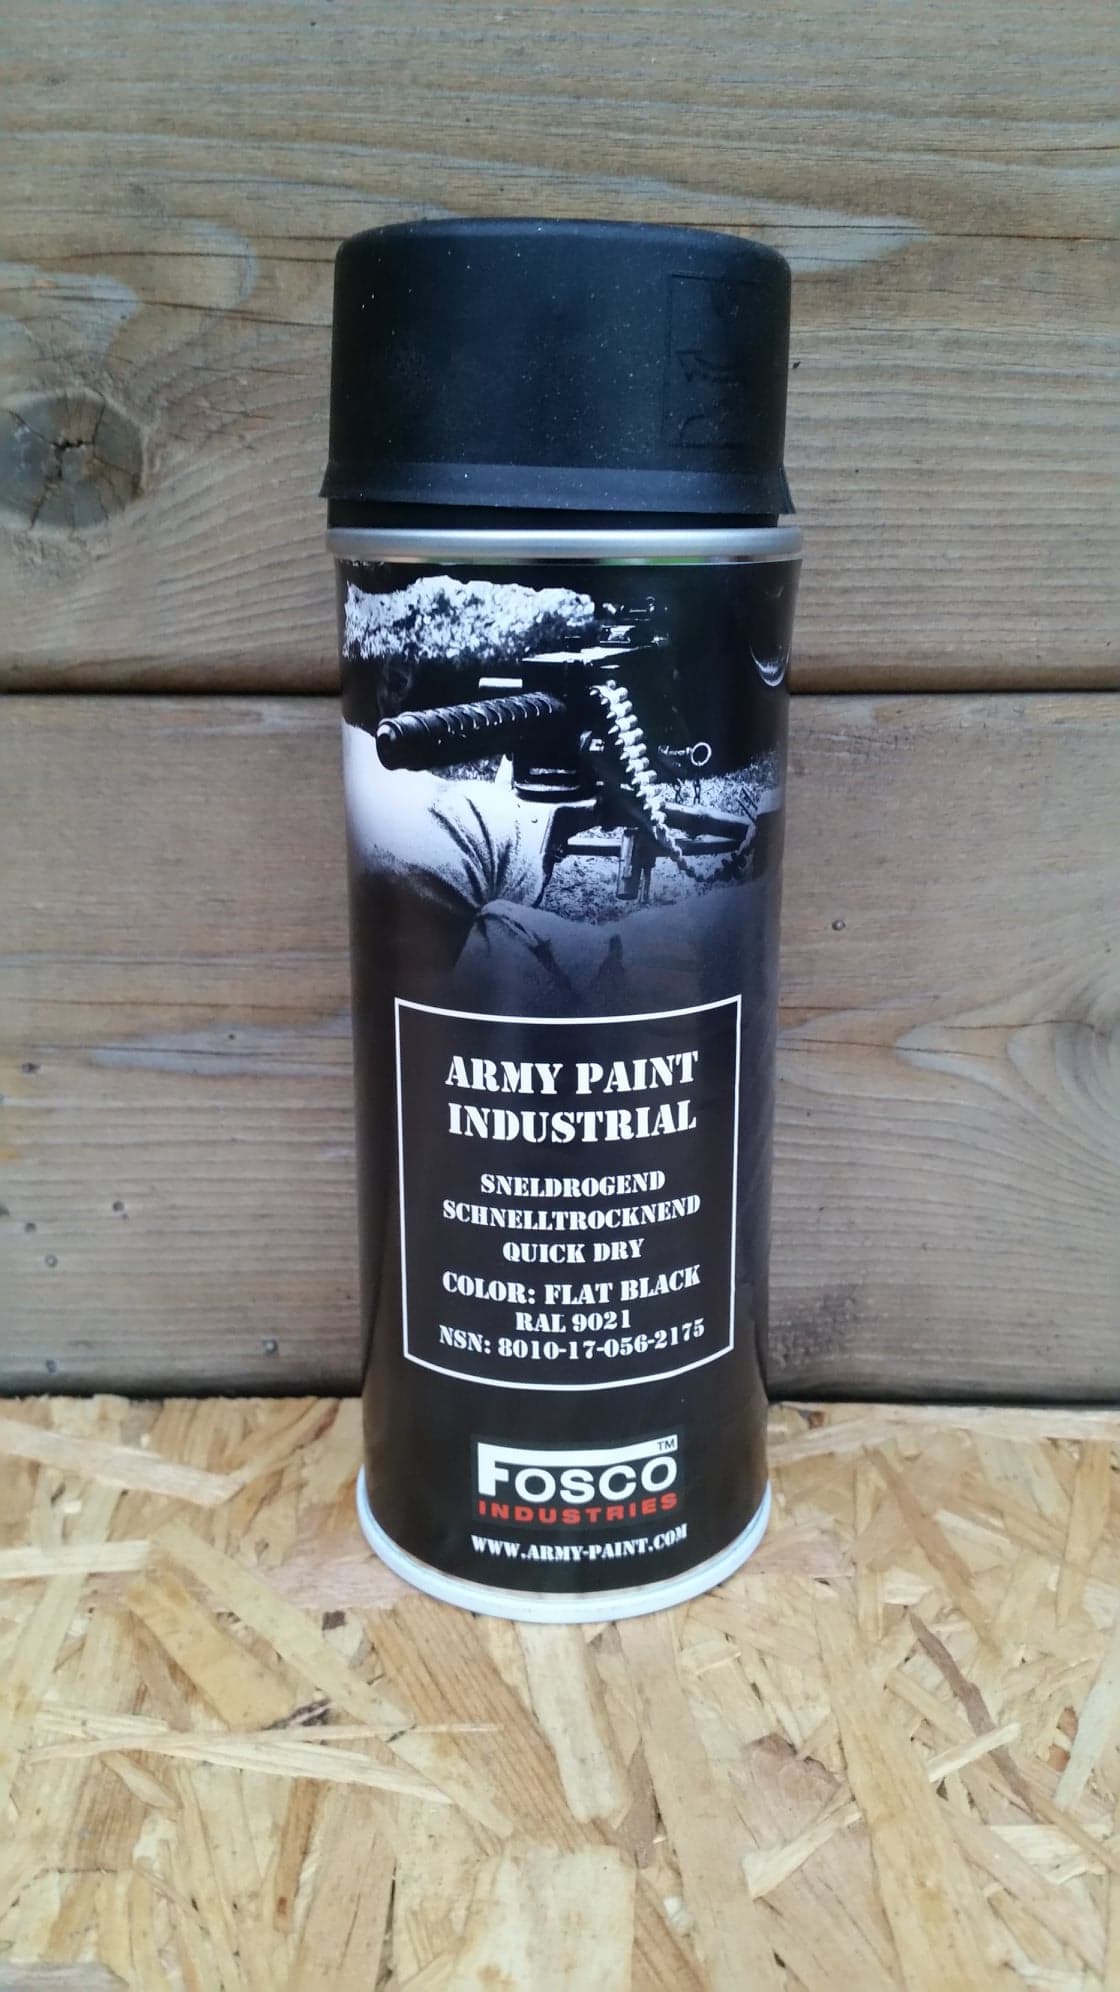 ARMY PAINT
INDUSTRIAL
SNELDROGEND
SCHNELLTROCKNEND
QUICK DRY
COLOR: FLAT BLACK
RAL 9021
NSN: 8010-17-056-2175
FOSCO TM
INDUSTRIES
WWW.ARMY-PAINT.COM